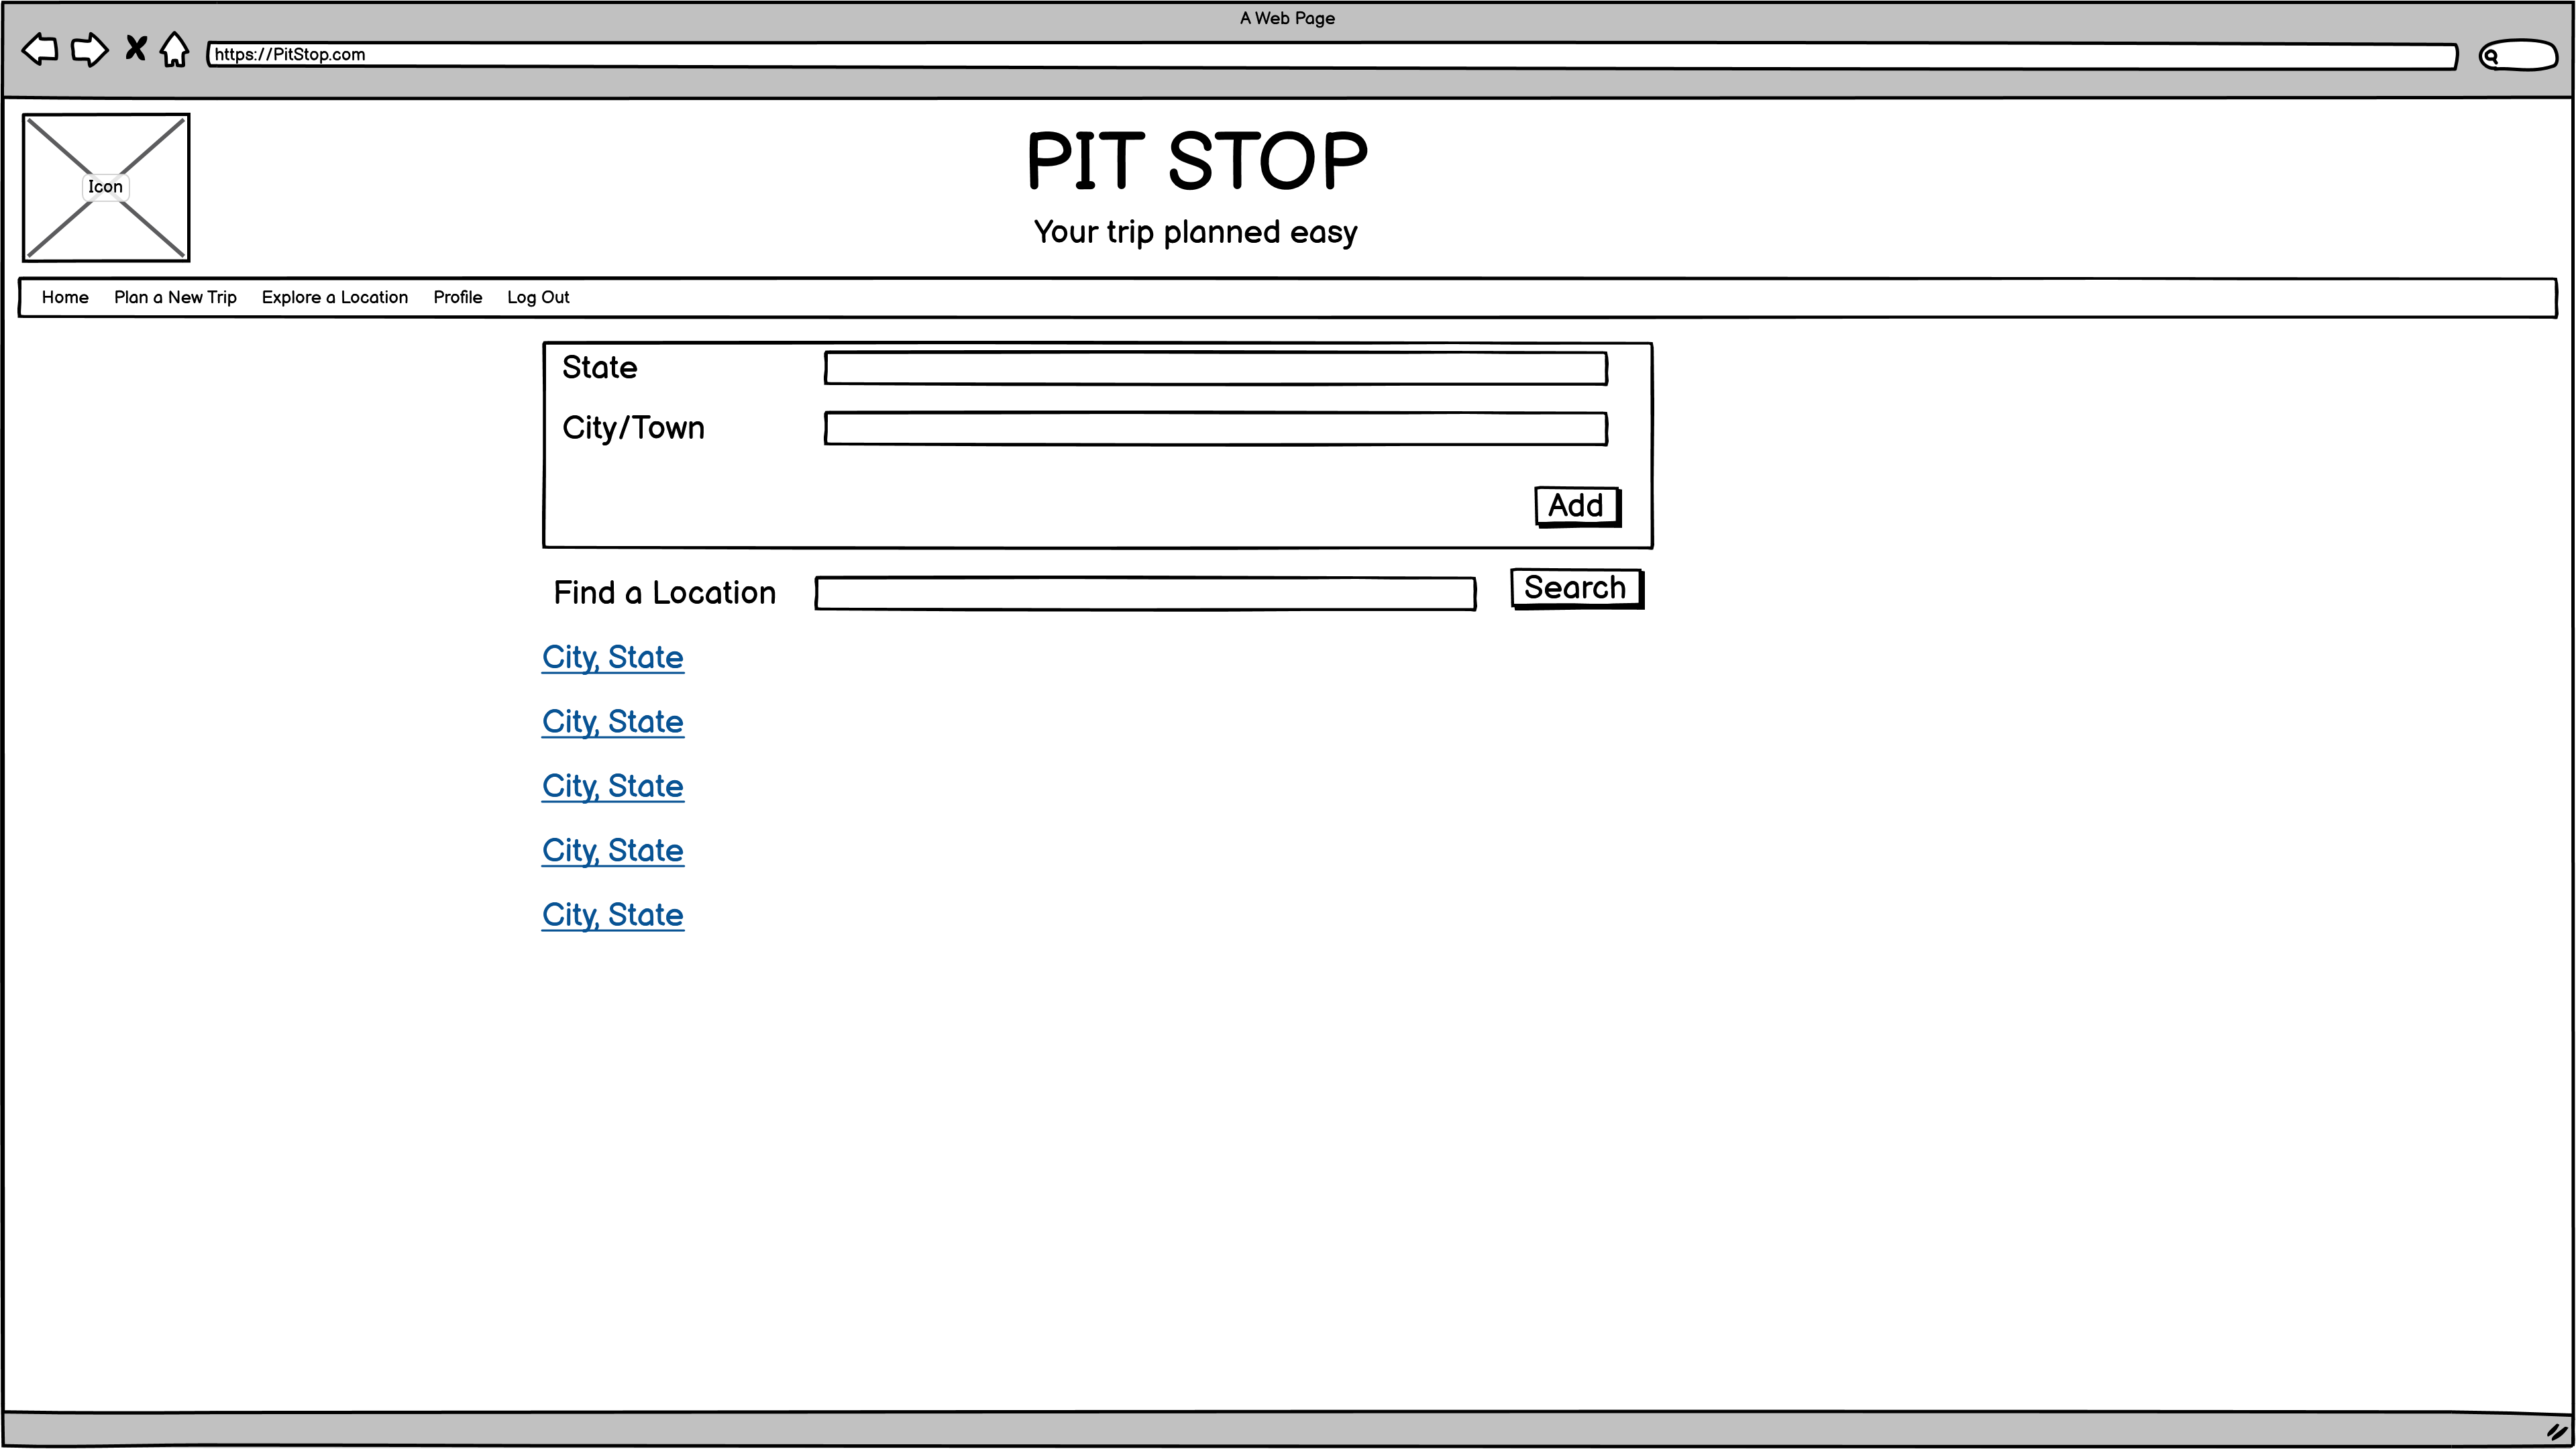 A Web Page
https://PitStop.com
Icon
PIT STOP
Your trip planned easy
Home Plan a New Trip Explore a Location Profile Log Out
State
City/Town
Add
Find a Location Search
City, State
City, State
City, State
City, State
City, State